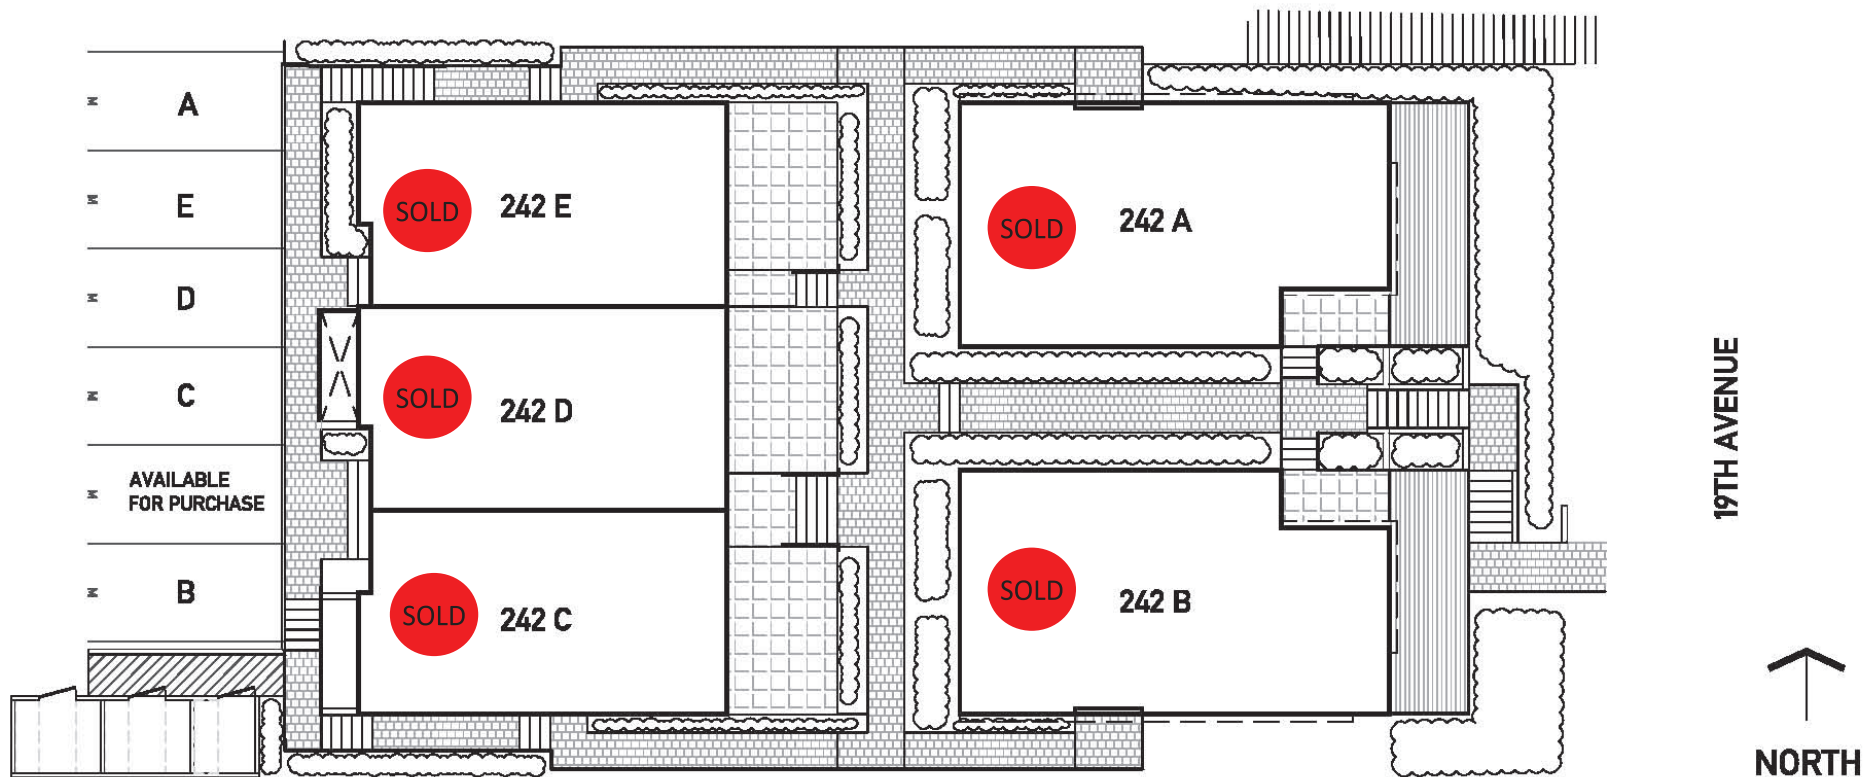 A
E
D
C
AVAILABLE
FOR PURCHASE
B
M
M
M
M
M
M
SOLD
242 E
SOLD
242 D
SOLD
242 C
SOLD
242 A
SOLD
242 B
19TH AVENUE
NORTH